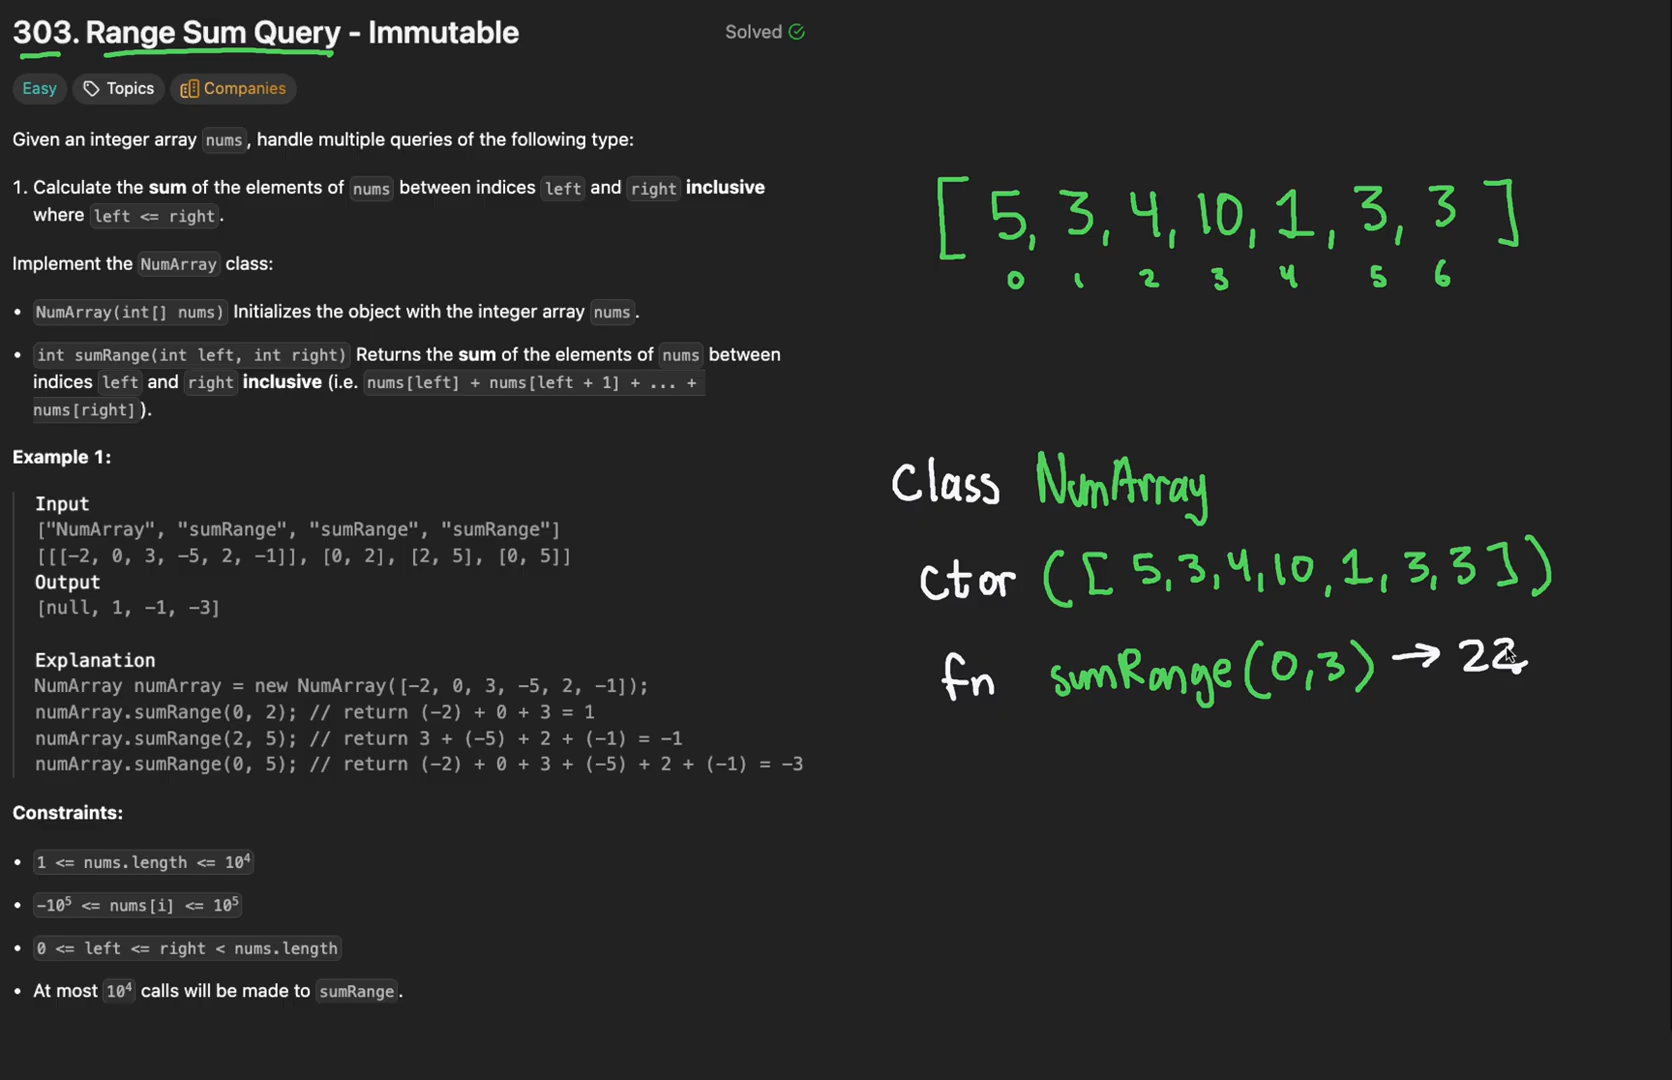 303. Range Sum Query - Immutable
Solved
Easy Topics Companies
Given an integer array nums, handle multiple queries of the following type:
1. Calculate the sum of the elements of nums between indices left and right inclusive
where left <= right.
Implement the NumArray class:
• NumArray(int[] nums) Initializes the object with the integer array nums.
• int sumRange(int left, int right) Returns the sum of the elements of nums between
indices left and right inclusive (i.e. nums[left] + nums[left + 1] + ... +
nums[right]).
Example 1:
Input
["NumArray", "sumRange", "sumRange", "sumRange"]
[[[-2, 0, 3, -5, 2, -1]], [0, 2], [2, 5], [0, 5]]
Output
[null, 1, -1, -3]
Explanation
NumArray numArray = new NumArray([-2, 0, 3, -5, 2, -1]);
numArray.sumRange(0, 2); // return (-2) + 0 + 3 = 1
numArray.sumRange(2, 5); // return 3 + (-5) + 2 + (-1) = -1
numArray.sumRange(0, 5); // return (-2) + 0 + 3 + (-5) + 2 + (-1) = -3
Constraints:
• 1 <= nums.length <= 10⁴
• -10⁵ <= nums[i] <= 10⁵
• 0 <= left <= right < nums.length
• At most 10⁴ calls will be made to sumRange.
[ 5, 3, 4, 10, 1, 3, 3 ]
0 1 2 3 4 5 6
Class NumArray
ctor ([ 5, 3, 4, 10, 1, 3, 3 ])
fn sumRange(0,3) → 22